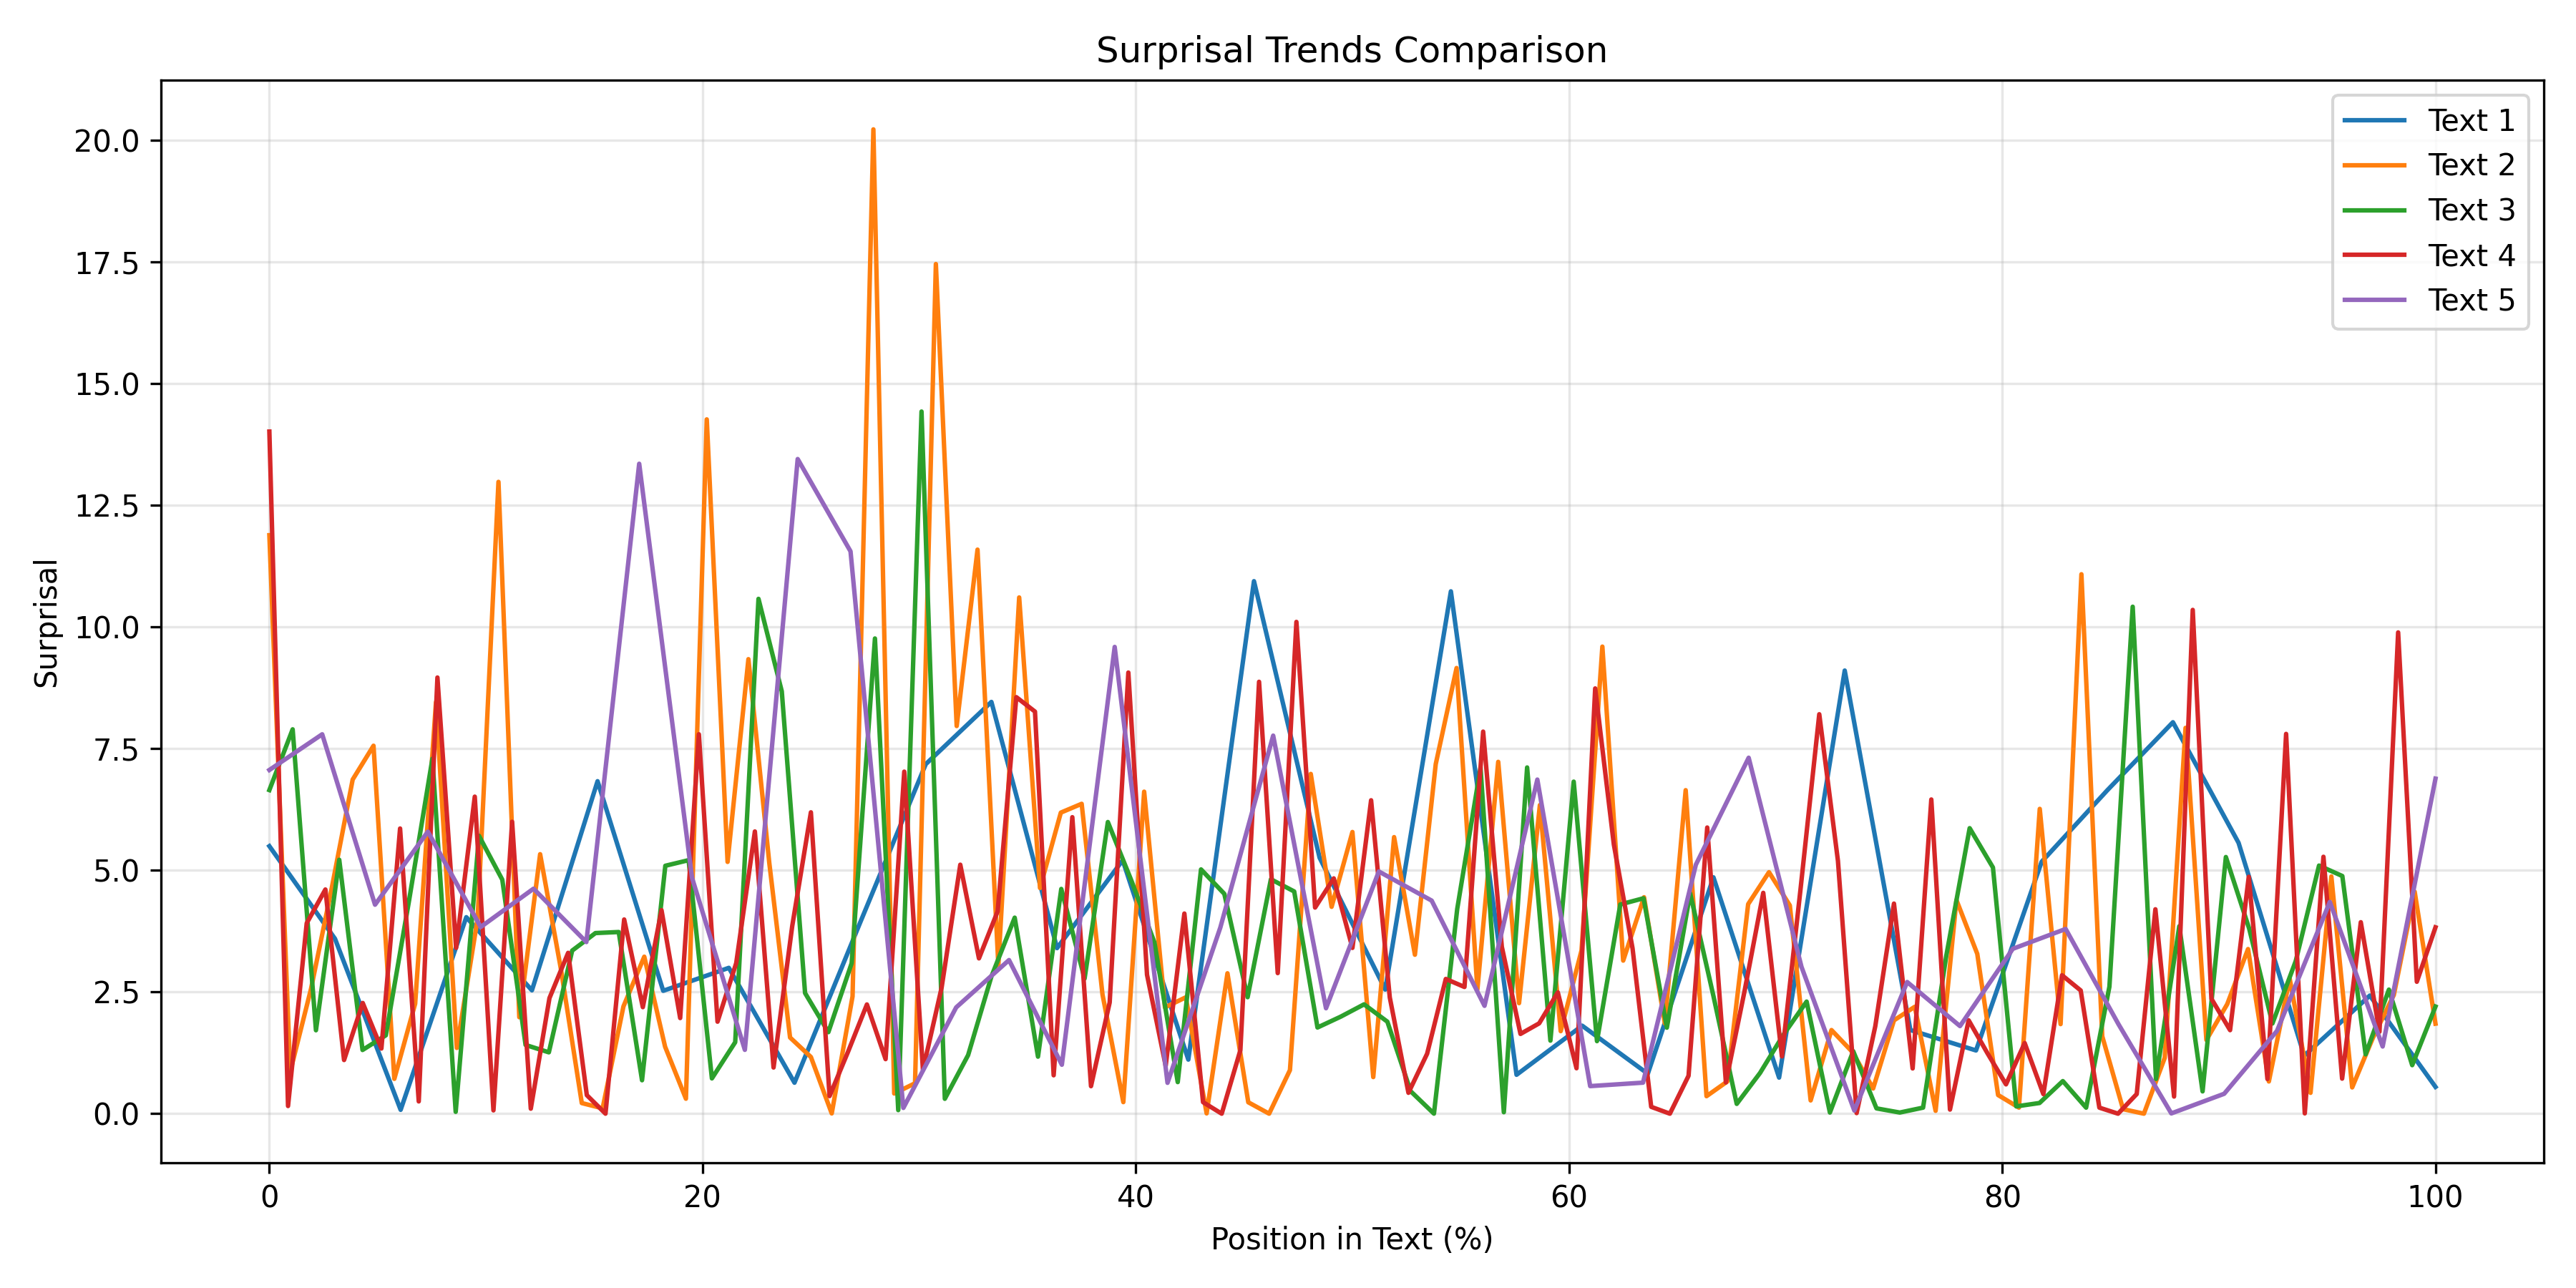 Surprisal Trends Comparison
Text 1
Text 2
Text 3
Text 4
Text 5
20.0
17.5
15.0
12.5
10.0
7.5
5.0
2.5
0.0
Surprisal
0 20 40 60 80 100
Position in Text (%)